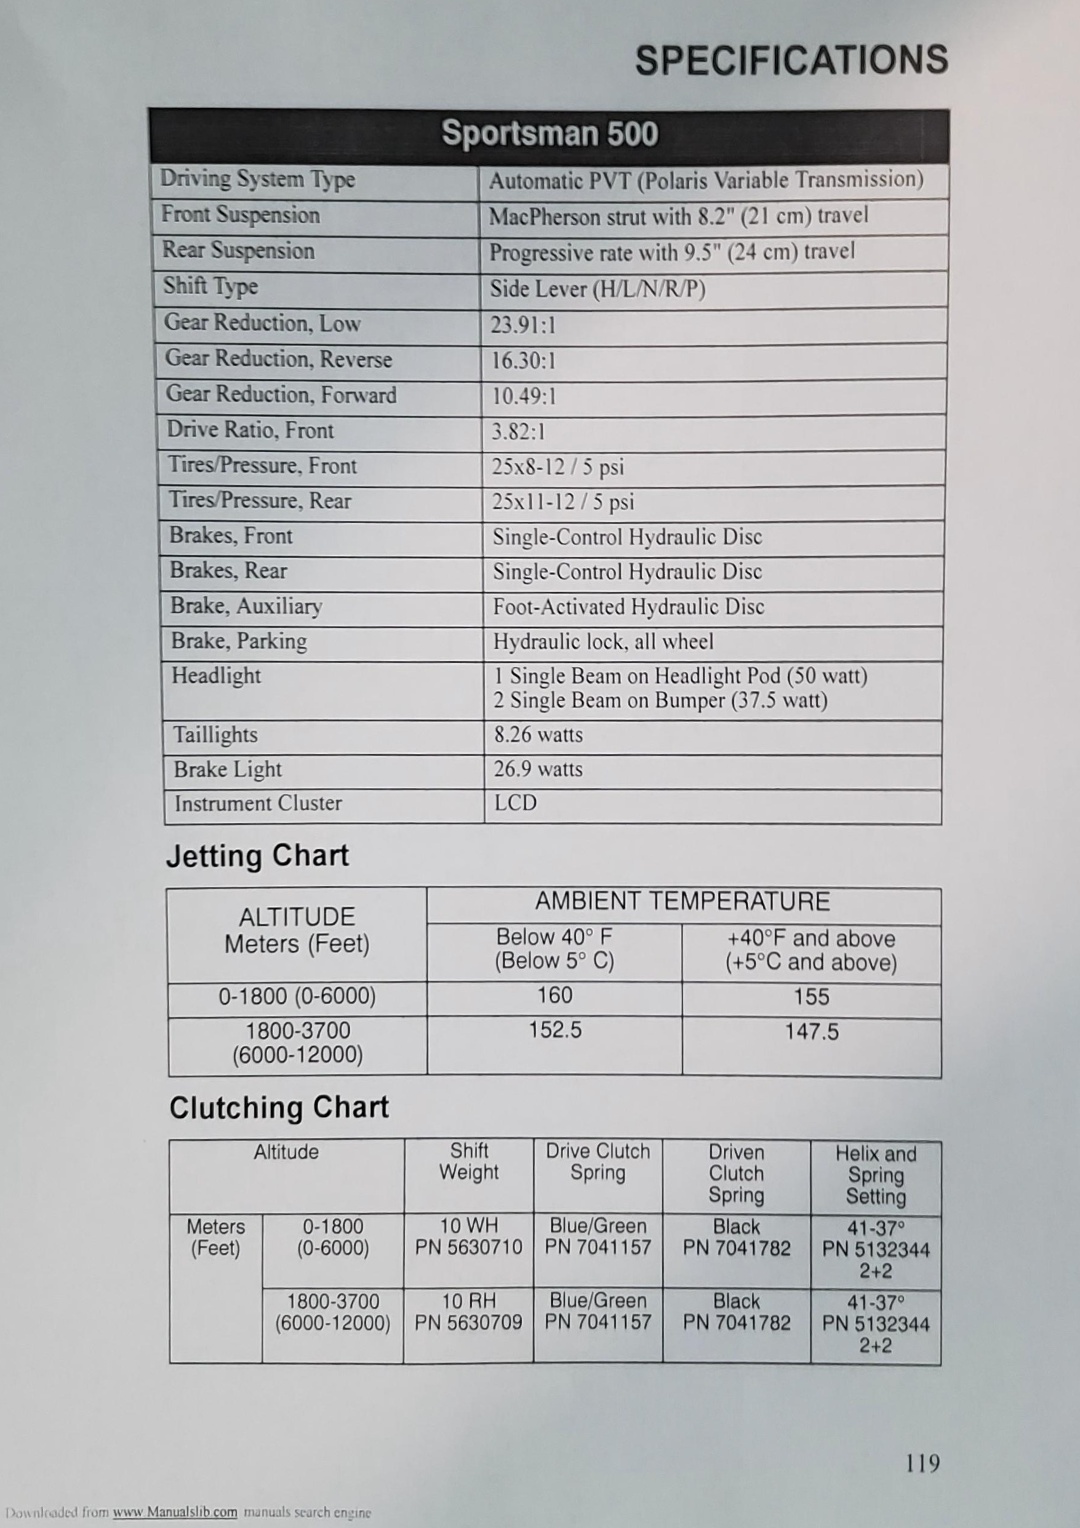 SPECIFICATIONS
Sportsman 500
Driving System Type Automatic PVT (Polaris Variable Transmission)
Front Suspension MacPherson strut with 8.2" (21 cm) travel
Rear Suspension Progressive rate with 9.5" (24 cm) travel
Shift Type Side Lever (H/L/N/R/P)
Gear Reduction, Low 23.91:1
Gear Reduction, Reverse 16.30:1
Gear Reduction, Forward 10.49:1
Drive Ratio, Front 3.82:1
Tires/Pressure, Front 25x8-12 / 5 psi
Tires/Pressure, Rear 25x11-12 / 5 psi
Brakes, Front Single-Control Hydraulic Disc
Brakes, Rear Single-Control Hydraulic Disc
Brake, Auxiliary Foot-Activated Hydraulic Disc
Brake, Parking Hydraulic lock, all wheel
Headlight 1 Single Beam on Headlight Pod (50 watt)
2 Single Beam on Bumper (37.5 watt)
Taillights 8.26 watts
Brake Light 26.9 watts
Instrument Cluster LCD
Jetting Chart
ALTITUDE
Meters (Feet)
AMBIENT TEMPERATURE
Below 40° F
(Below 5° C)
+40°F and above
(+5°C and above)
0-1800 (0-6000) 160 155
1800-3700 152.5 147.5
(6000-12000)
Clutching Chart
Altitude
Shift
Weight
Drive Clutch
Spring
Driven
Clutch
Spring
Helix and
Spring
Setting
Meters
(Feet)
0-1800
(0-6000)
10 WH
PN 5630710
Blue/Green
PN 7041157
Black
PN 7041782
41-37°
PN 5132344
2+2
1800-3700
(6000-12000)
10 RH
PN 5630709
Blue/Green
PN 7041157
Black
PN 7041782
41-37°
PN 5132344
2+2
119
Downloaded from www.Manualslib.com manuals search engine